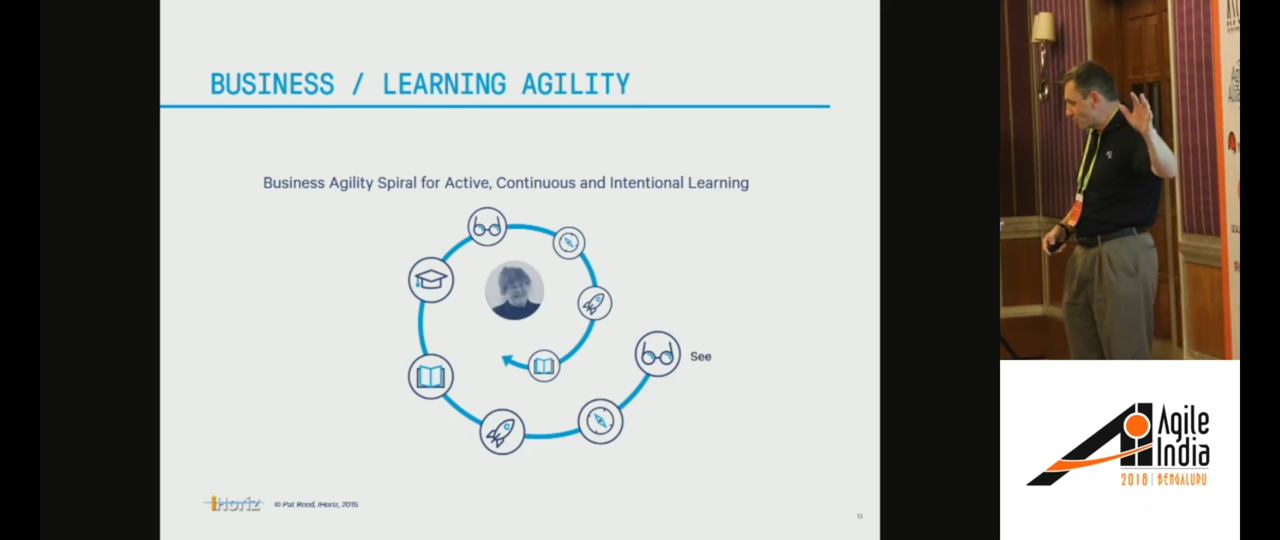 BUSINESS / LEARNING AGILITY
Business Agility Spiral for Active, Continuous and Intentional Learning
See
iHoriz
© Pat Reed, iHoriz, 2015
Agile
India
2018 | BENGALURU